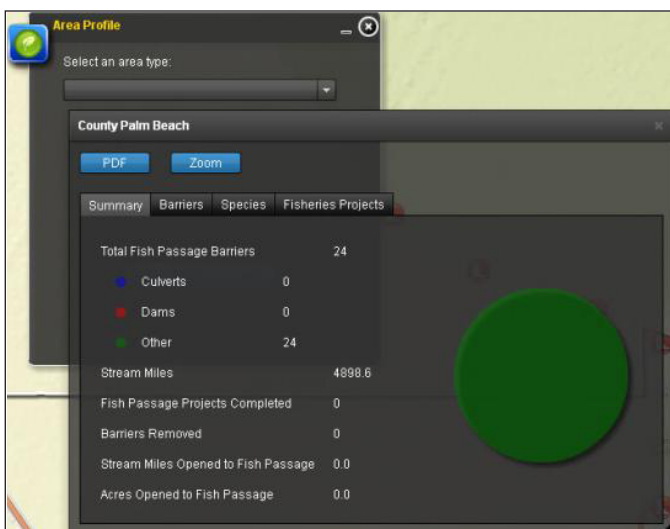 Area Profile
Select an area type:
County Palm Beach
PDF Zoom
Summary Barriers Species Fisheries Projects
Total Fish Passage Barriers 24
Culverts 0
Dams 0
Other 24
Stream Miles 4898.6
Fish Passage Projects Completed 0
Barriers Removed 0
Stream Miles Opened to Fish Passage 0.0
Acres Opened to Fish Passage 0.0